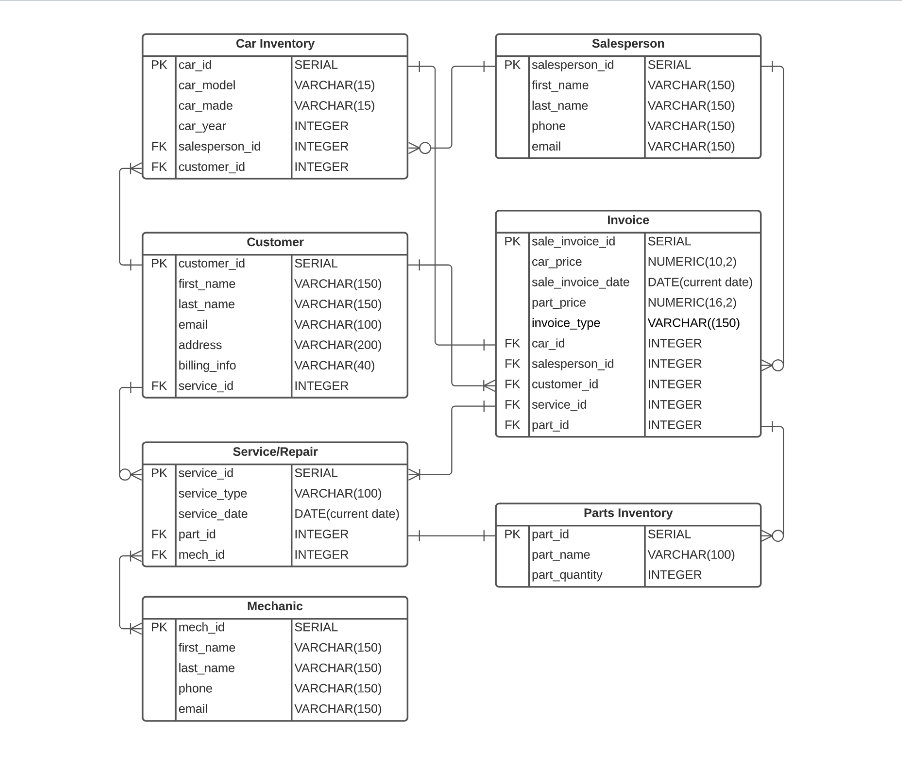 Car Inventory
PK car_id SERIAL
car_model VARCHAR(15)
car_made VARCHAR(15)
car_year INTEGER
FK salesperson_id INTEGER
FK customer_id INTEGER
Salesperson
PK salesperson_id SERIAL
first_name VARCHAR(150)
last_name VARCHAR(150)
phone VARCHAR(150)
email VARCHAR(150)
Customer
PK customer_id SERIAL
first_name VARCHAR(150)
last_name VARCHAR(150)
email VARCHAR(100)
address VARCHAR(200)
billing_info VARCHAR(40)
FK service_id INTEGER
Invoice
PK sale_invoice_id SERIAL
car_price NUMERIC(10,2)
sale_invoice_date DATE(current date)
part_price NUMERIC(16,2)
invoice_type VARCHAR((150)
FK car_id INTEGER
FK salesperson_id INTEGER
FK customer_id INTEGER
FK service_id INTEGER
FK part_id INTEGER
Service/Repair
PK service_id SERIAL
service_type VARCHAR(100)
service_date DATE(current date)
FK part_id INTEGER
FK mech_id INTEGER
Parts Inventory
PK part_id SERIAL
part_name VARCHAR(100)
part_quantity INTEGER
Mechanic
PK mech_id SERIAL
first_name VARCHAR(150)
last_name VARCHAR(150)
phone VARCHAR(150)
email VARCHAR(150)